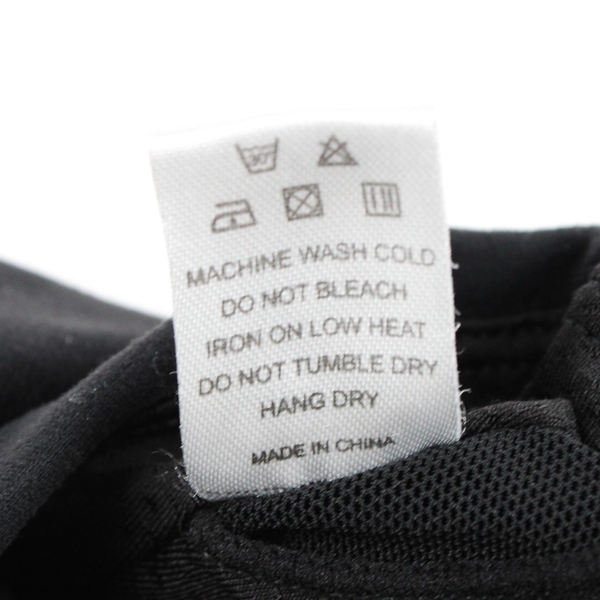 30°
MACHINE WASH COLD
DO NOT BLEACH
IRON ON LOW HEAT
DO NOT TUMBLE DRY
HANG DRY
MADE IN CHINA